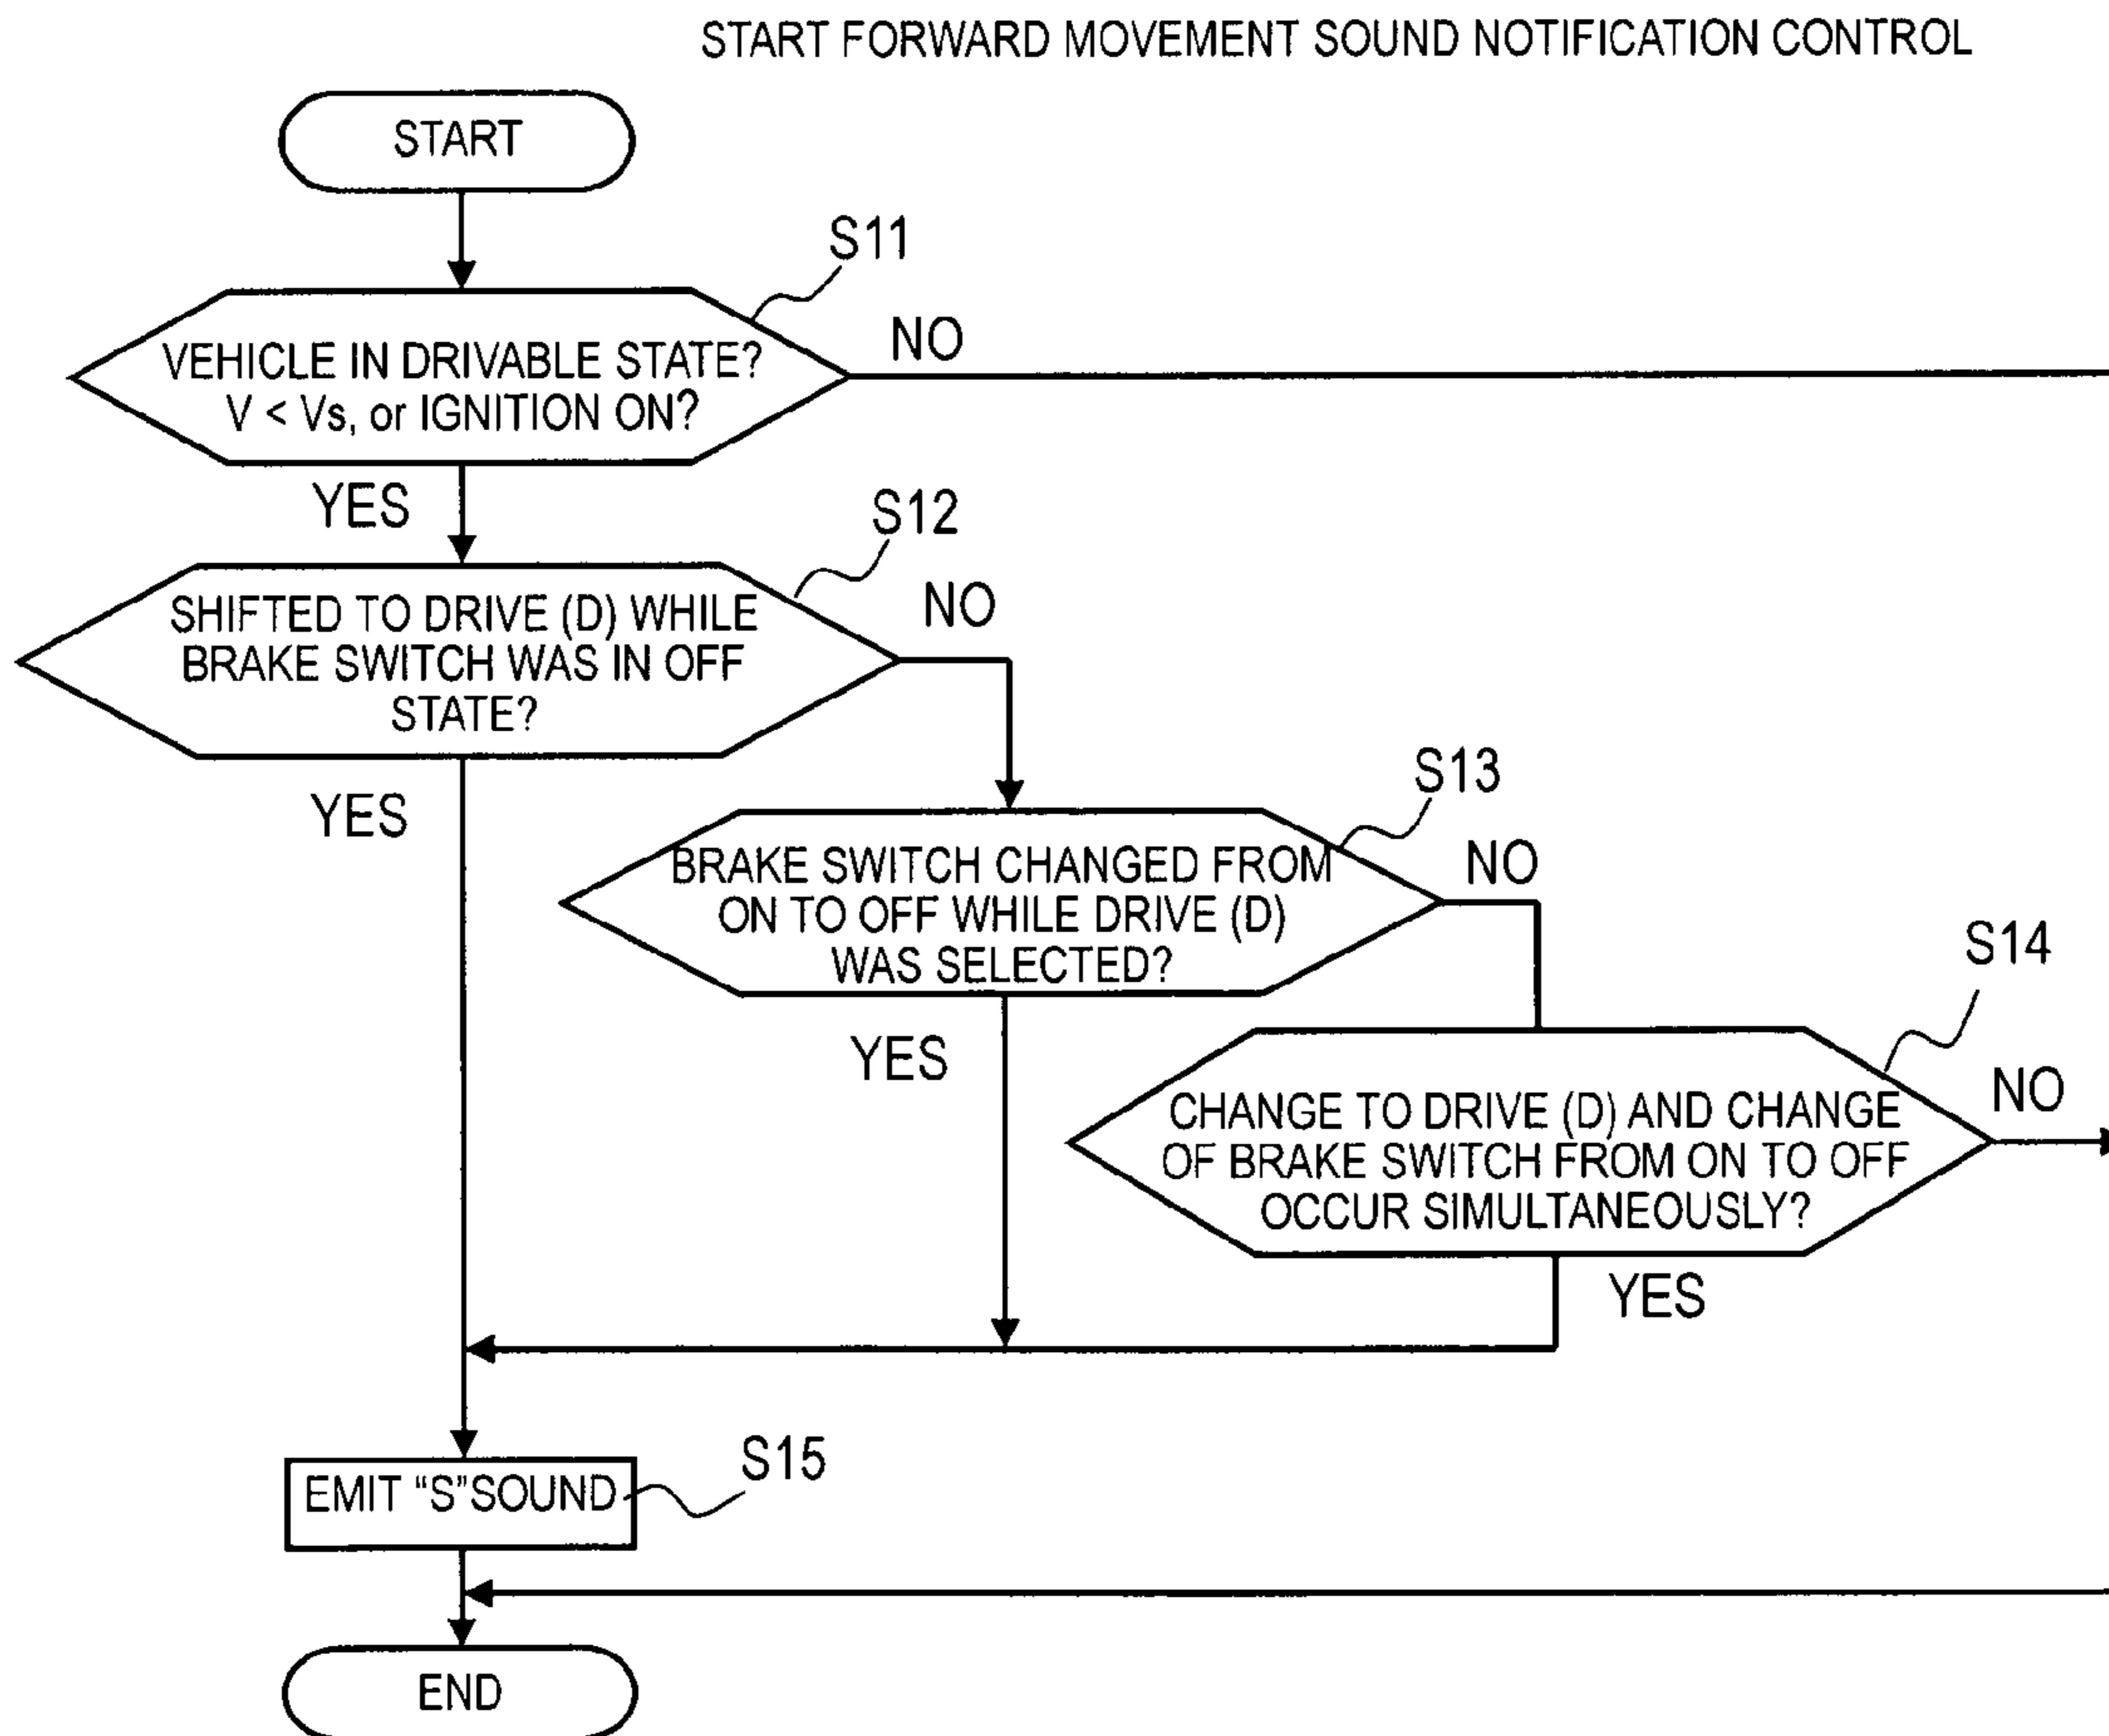 START FORWARD MOVEMENT SOUND NOTIFICATION CONTROL
START
S11
VEHICLE IN DRIVABLE STATE?
V < Vs, or IGNITION ON?
NO
YES
S12
SHIFTED TO DRIVE (D) WHILE
BRAKE SWITCH WAS IN OFF
STATE?
NO
YES
S13
BRAKE SWITCH CHANGED FROM
ON TO OFF WHILE DRIVE (D)
WAS SELECTED?
NO
YES
S14
CHANGE TO DRIVE (D) AND CHANGE
OF BRAKE SWITCH FROM ON TO OFF
OCCUR SIMULTANEOUSLY?
NO
YES
EMIT “S”SOUND
S15
END